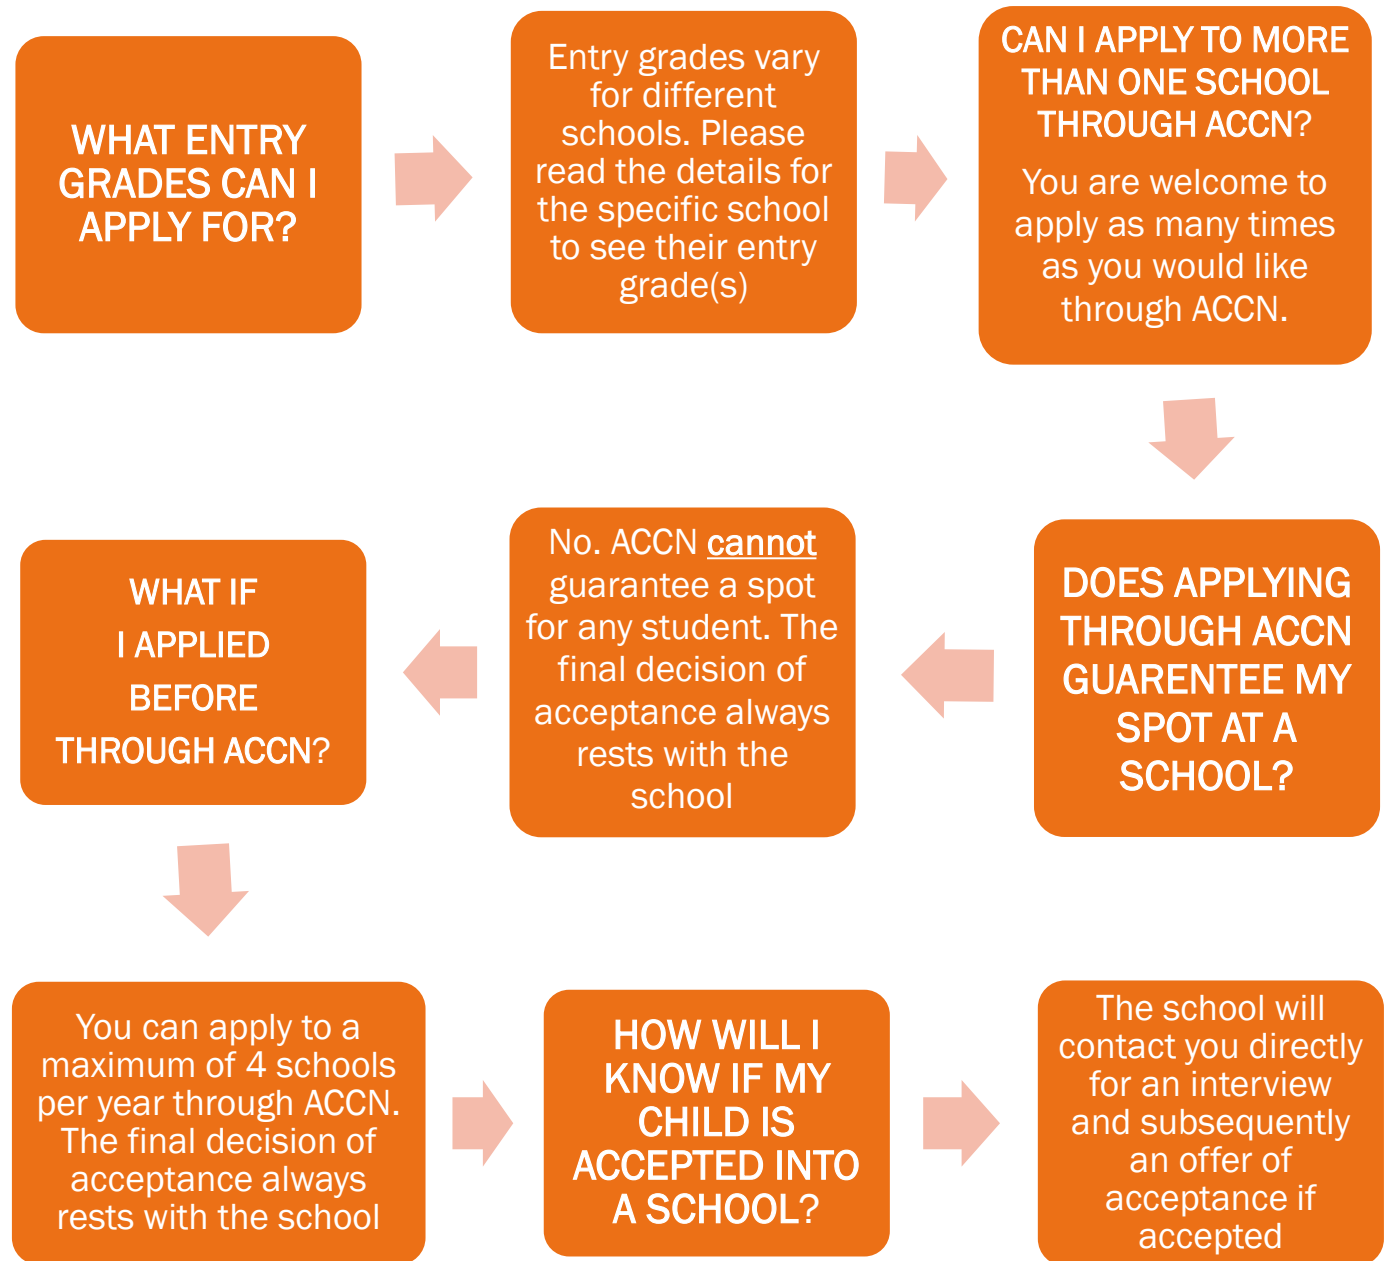 WHAT ENTRY
GRADES CAN I
APPLY FOR?
Entry grades vary
for different
schools. Please
read the details for
the specific school
to see their entry
grade(s)
CAN I APPLY TO MORE
THAN ONE SCHOOL
THROUGH ACCN?
You are welcome to
apply as many times
as you would like
through ACCN.
DOES APPLYING
THROUGH ACCN
GUARENTEE MY
SPOT AT A
SCHOOL?
No. ACCN cannot
guarantee a spot
for any student. The
final decision of
acceptance always
rests with the
school
WHAT IF
I APPLIED
BEFORE
THROUGH ACCN?
You can apply to a
maximum of 4 schools
per year through ACCN.
The final decision of
acceptance always
rests with the school
HOW WILL I
KNOW IF MY
CHILD IS
ACCEPTED INTO
A SCHOOL?
The school will
contact you directly
for an interview
and subsequently
an offer of
acceptance if
accepted